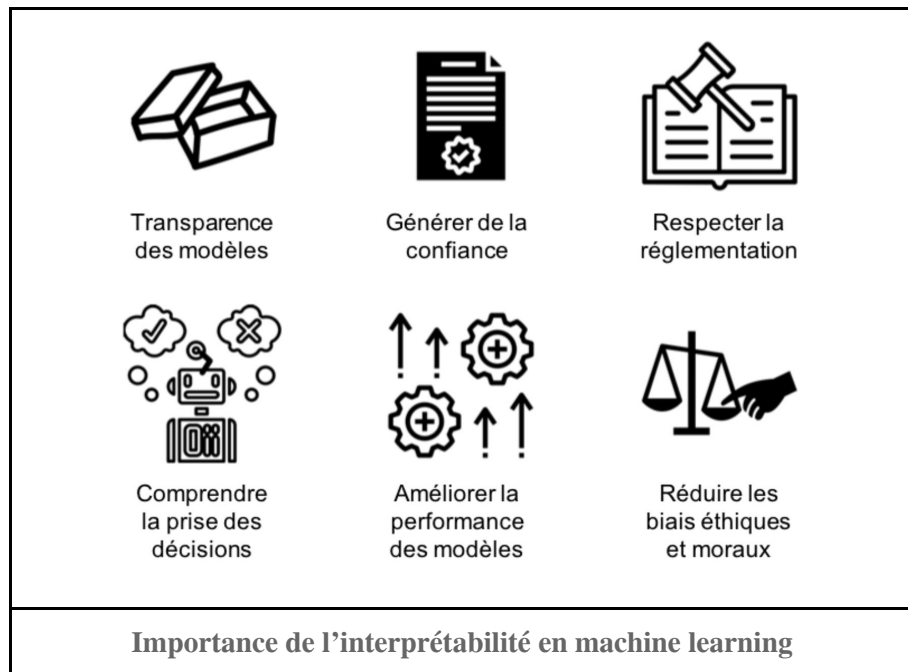 Transparence
des modèles
Générer de la
confiance
Respecter la
réglementation
Comprendre
la prise des
décisions
Améliorer la
performance
des modèles
Réduire les
biais éthiques
et moraux
Importance de l’interprétabilité en machine learning